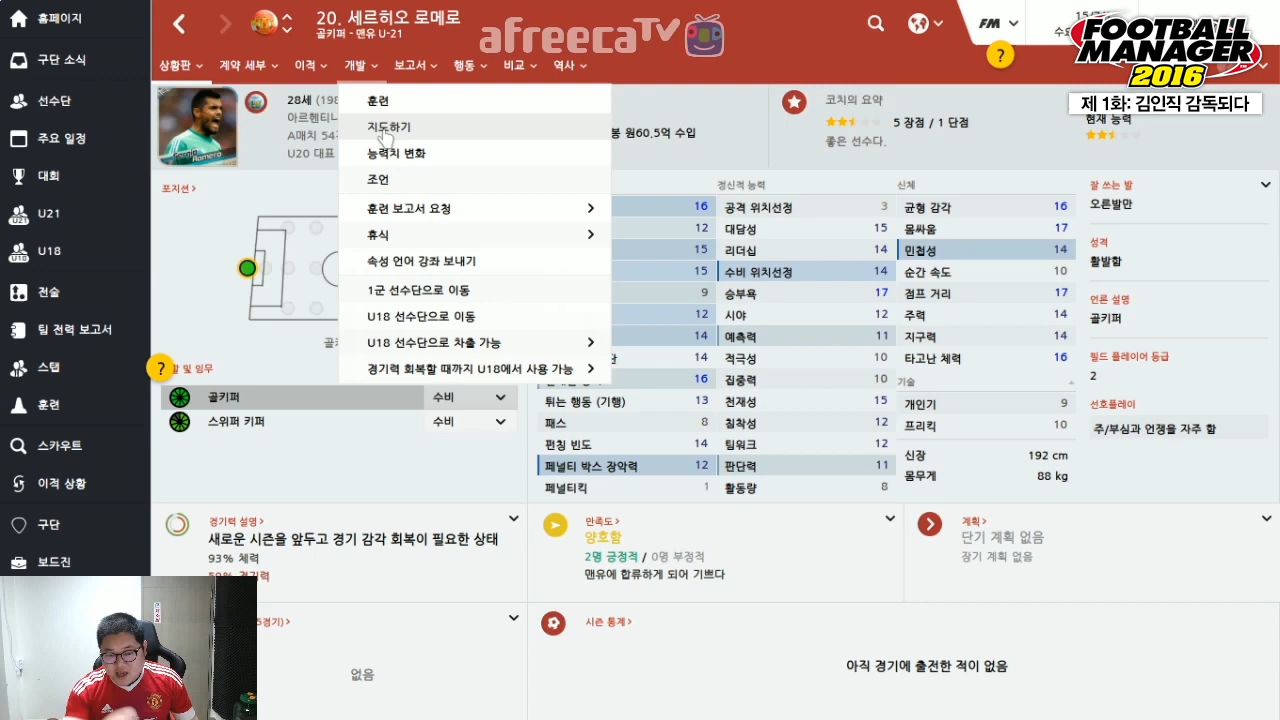 홈페이지
구단 소식
선수단
주요 일정
대회
U21
U18
전술
팀 전력 보고서
스탭
훈련
스카우트
이적 상황
구단
보드진
20. 세르히오 로메로
골키퍼 - 맨유 U-21
afreecaTV
FM
FOOTBALL
MANAGER
2016
제 1화: 김인직 감독되다
상황판
계약 세부
이적
개발
보고서
행동
비교
역사
훈련
지도하기
능력치 변화
조언
훈련 보고서 요청
휴식
속성 언어 강좌 보내기
1군 선수단으로 이동
U18 선수단으로 이동
U18 선수단으로 차출 가능
경기력 회복할 때까지 U18에서 사용 가능
Sergio Romero
28세 (198
아르헨티나
A매치 54
U20 대표
봉 원60.5억 수입
코치의 요약
5 장점 / 1 단점
좋은 선수다.
현재 능력
포지션
골키퍼 수비
스위퍼 키퍼 수비
16
12
15
15
9
12
14
14
16
튀는 행동 (기행) 13
패스 8
펀칭 빈도 14
페널티 박스 장악력 12
페널티킥 1
정신적 능력
공격 위치선정 3
대담성 15
리더십 14
수비 위치선정 14
승부욕 17
시야 12
예측력 11
적극성 10
집중력 10
천재성 15
침착성 12
팀워크 12
판단력 11
활동량 8
신체
균형 감각 16
몸싸움 17
민첩성 14
순간 속도 10
점프 거리 17
주력 14
지구력 14
타고난 체력 16
기술
개인기 9
프리킥 10
신장 192 cm
몸무게 88 kg
잘 쓰는 발
오른발만
성격
활발함
언론 설명
골키퍼
필드 플레이어 등급
2
선호플레이
주/부심과 언쟁을 자주 함
경기력 설명
새로운 시즌을 앞두고 경기 감각 회복이 필요한 상태
93% 체력
만족도
양호함
2명 긍정적 / 0명 부정적
맨유에 합류하게 되어 기쁘다
계획
단기 계획 없음
장기 계획 없음
5경기)
없음
시즌 통계
아직 경기에 출전한 적이 없음